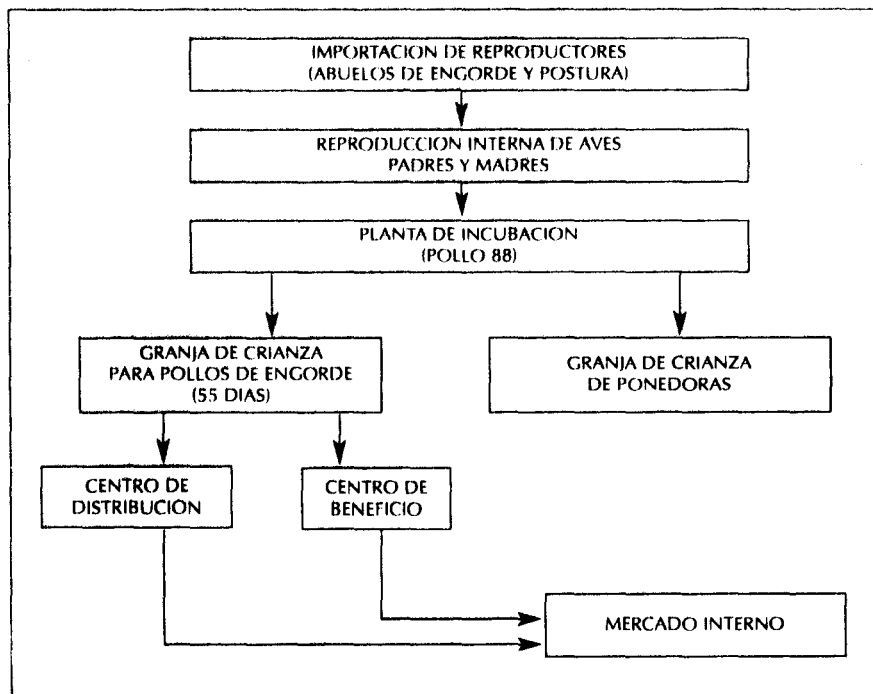 IMPORTACION DE REPRODUCTORES
(ABUELOS DE ENGORDE Y POSTURA)
REPRODUCCION INTERNA DE AVES
PADRES Y MADRES
PLANTA DE INCUBACION
(POLLO 88)
GRANJA DE CRIANZA
PARA POLLOS DE ENGORDE
(55 DIAS)
GRANJA DE CRIANZA
DE PONEDORAS
CENTRO DE
DISTRIBUCION
CENTRO DE
BENEFICIO
MERCADO INTERNO